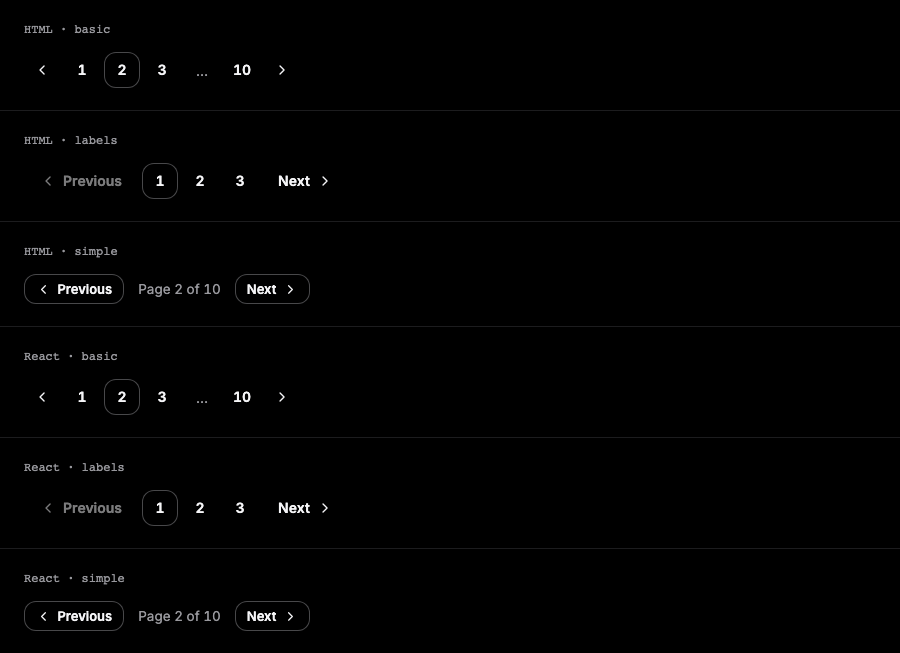 HTML · basic
1 2 3 ... 10
HTML · labels
Previous 1 2 3 Next
HTML · simple
Previous Page 2 of 10 Next
React · basic
1 2 3 ... 10
React · labels
Previous 1 2 3 Next
React · simple
Previous Page 2 of 10 Next